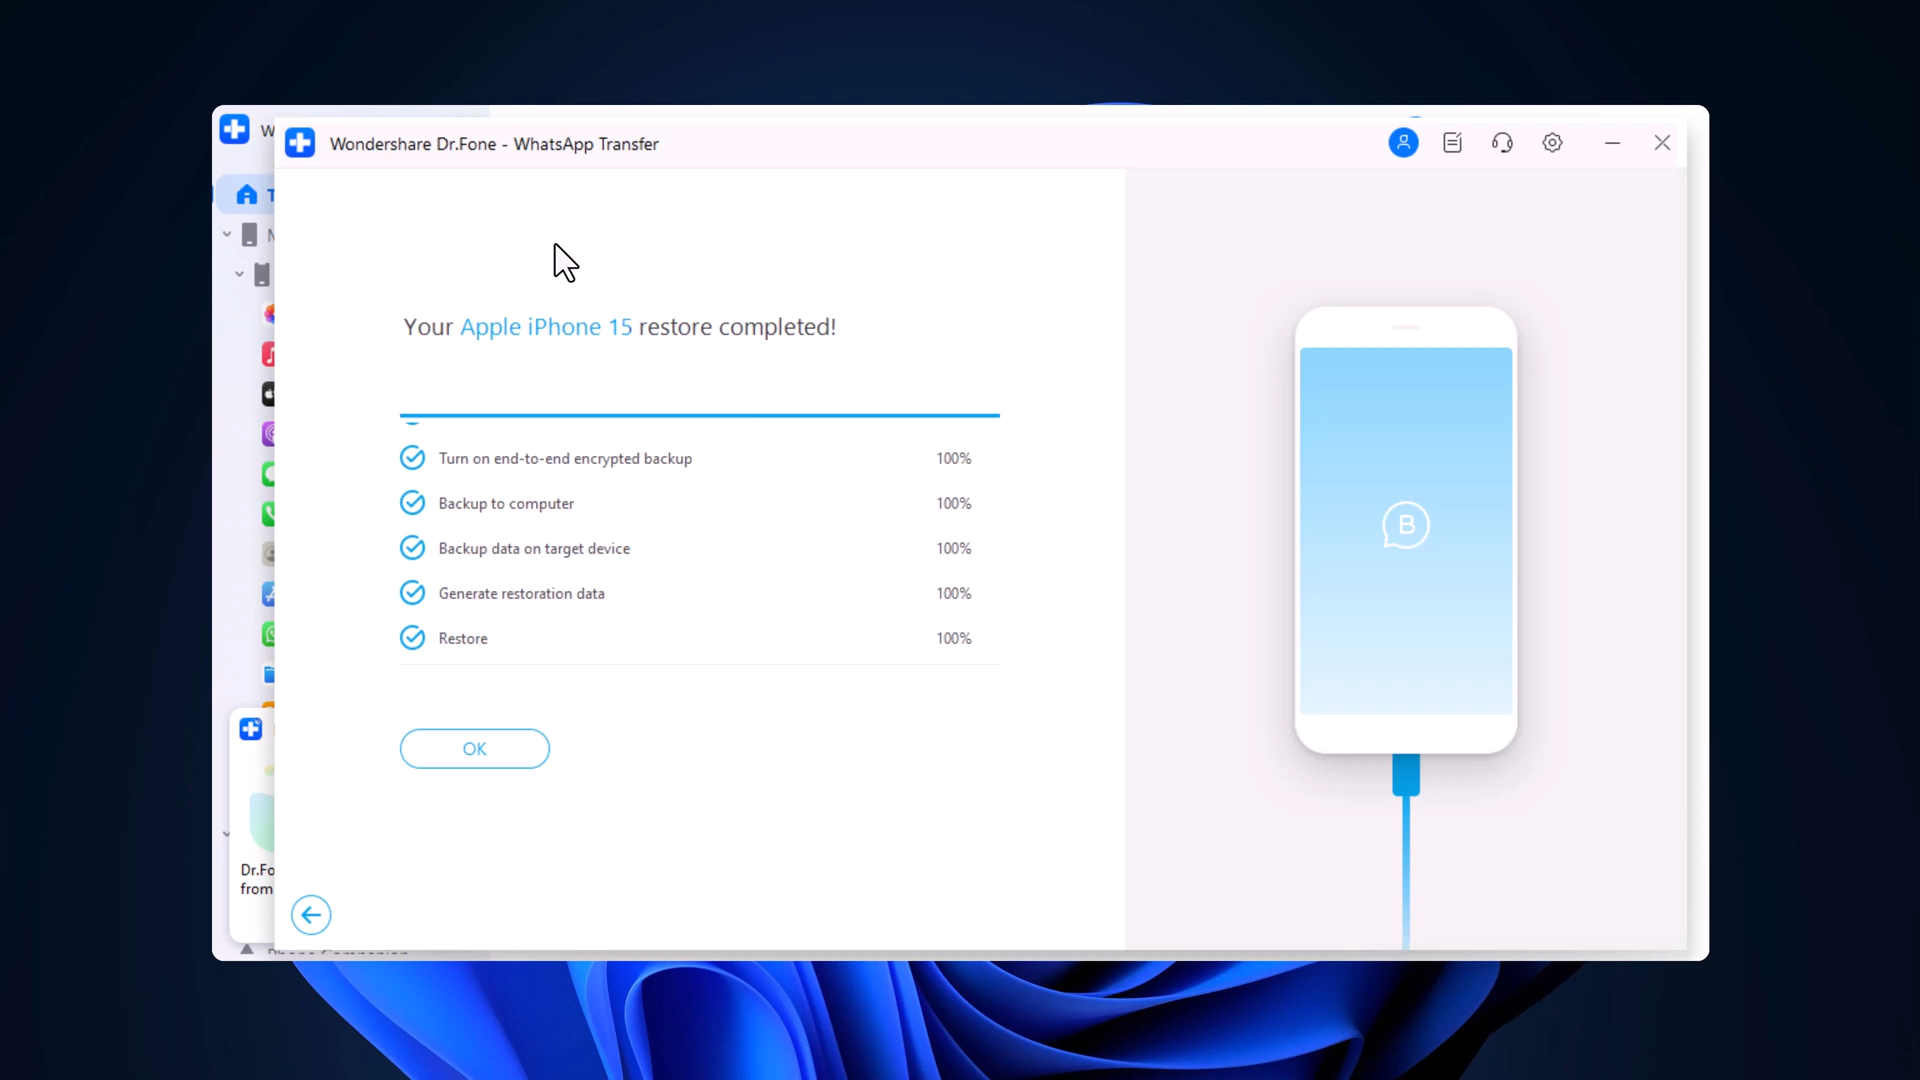 W
Wondershare Dr.Fone - WhatsApp Transfer
T
N
Your Apple iPhone 15 restore completed!
Turn on end-to-end encrypted backup 100%
Backup to computer 100%
Backup data on target device 100%
Generate restoration data 100%
Restore 100%
B
OK
Dr.Fo
from